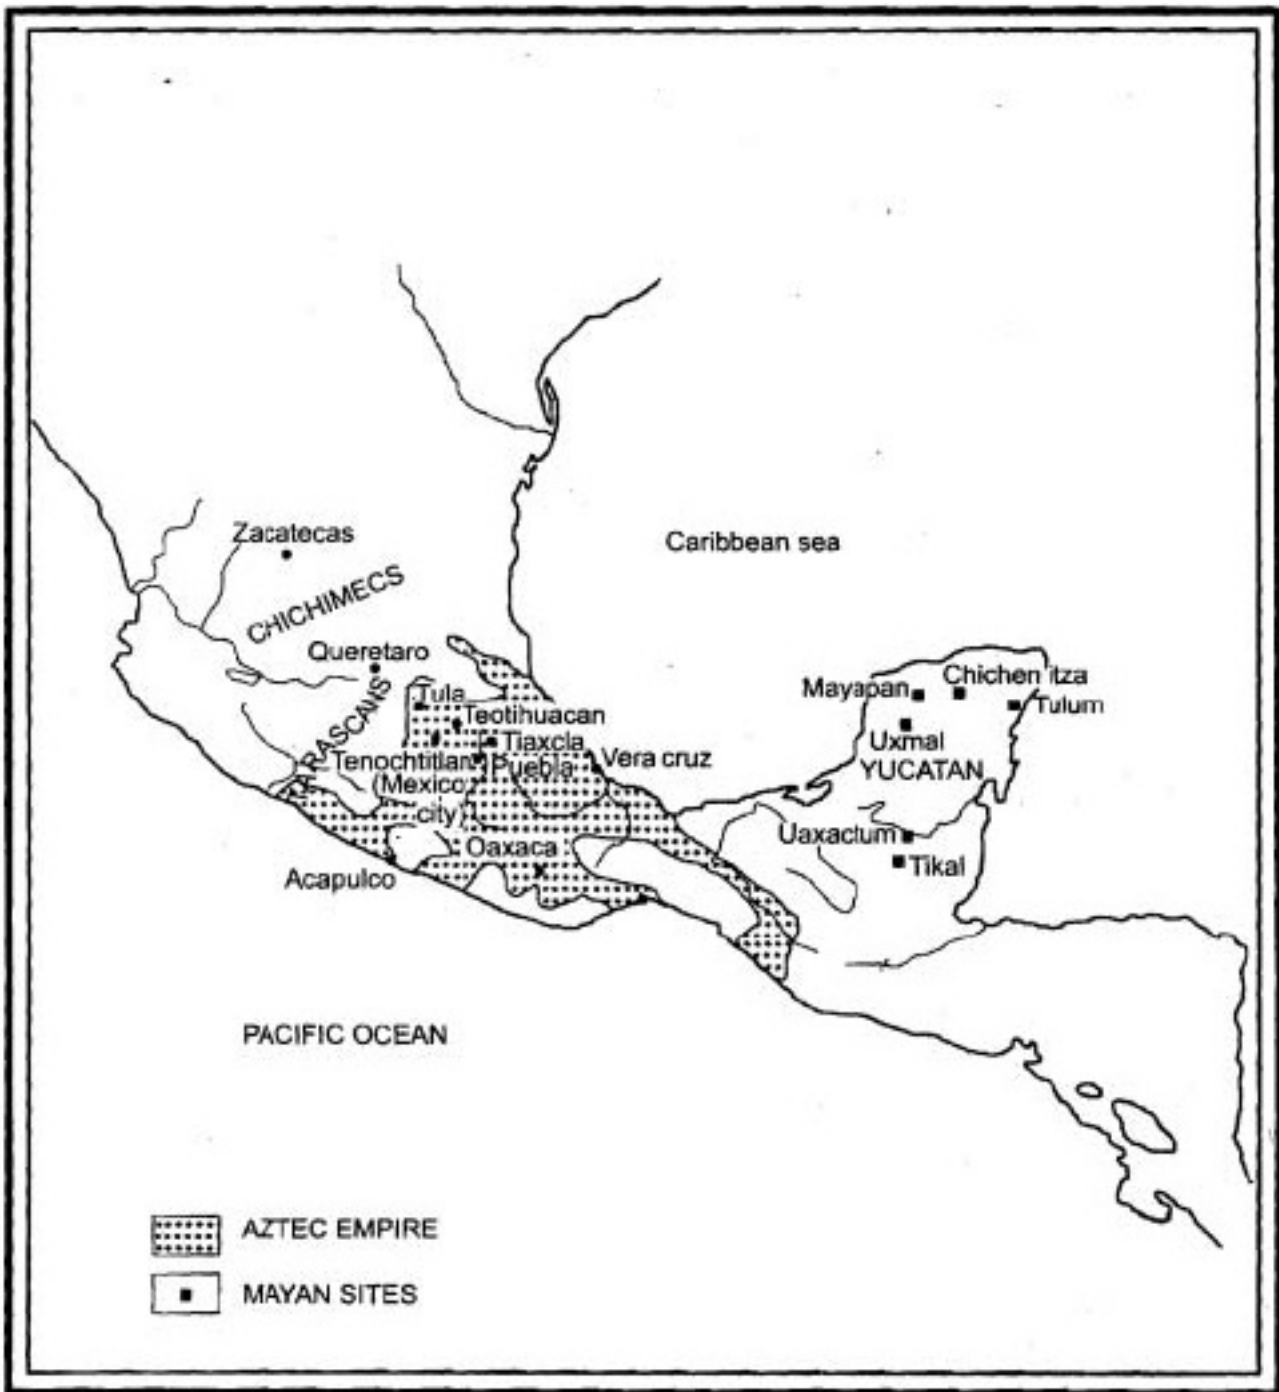 Zacatecas
Caribbean sea
CHICHIMECS
Queretaro
TARASCANS
Tula
Teotihuacan
Tiaxcla
Tenochtitlan
(Mexico
city)
Puebla
Vera cruz
Mayapan
Chichen itza
Tulum
Uxmal
YUCATAN
Uaxactum
Tikal
Oaxaca
Acapulco
PACIFIC OCEAN
AZTEC EMPIRE
MAYAN SITES